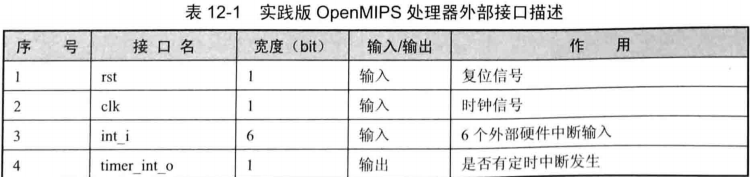 表 12-1 实践版 OpenMIPS 处理器外部接口描述
序 号 接 口 名 宽度（bit） 输入/输出 作 用
1 rst 1 输入 复位信号
2 clk 1 输入 时钟信号
3 int_i 6 输入 6 个外部硬件中断输入
4 timer_int_o 1 输出 是否有定时中断发生